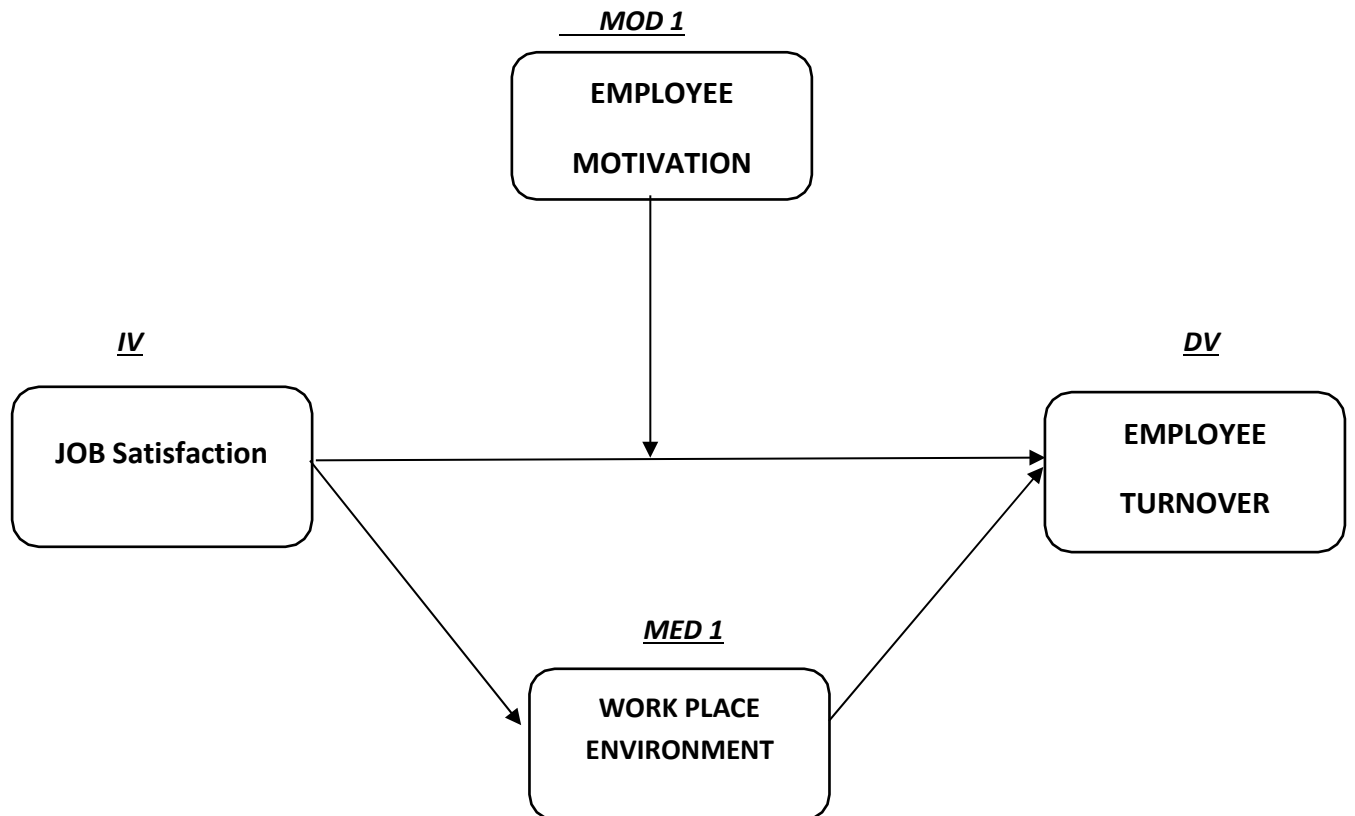 MOD 1
EMPLOYEE
MOTIVATION
IV
DV
JOB Satisfaction
EMPLOYEE
TURNOVER
MED 1
WORK PLACE
ENVIRONMENT